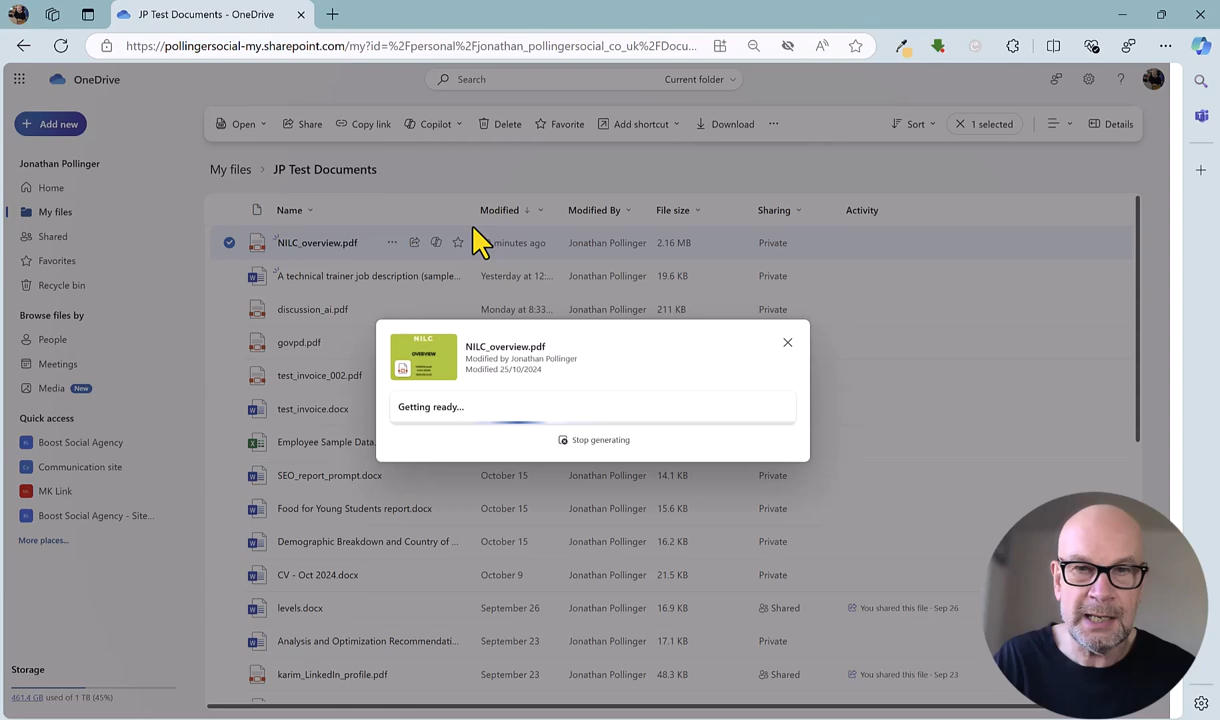 JP Test Documents - OneDrive
https://pollingersocial-my.sharepoint.com/my?id=%2Fpersonal%2Fjonathan_pollingersocial_co_uk%2FDocu...
OneDrive
Search
Current folder
Add new
Open
Share
Copy link
Copilot
Delete
Favorite
Add shortcut
Download
Sort
1 selected
Details
Jonathan Pollinger
Home
My files
Shared
Favorites
Recycle bin
Browse files by
People
Meetings
Media New
Quick access
Boost Social Agency
Communication site
MK Link
Boost Social Agency - Site...
More places...
Storage
461.4 GB used of 1 TB (45%)
My files > JP Test Documents
Name Modified Modified By File size Sharing Activity
NILC_overview.pdf minutes ago Jonathan Pollinger 2.16 MB Private
A technical trainer job description (sample... Yesterday at 12:... Jonathan Pollinger 19.6 KB Private
discussion_ai.pdf Monday at 8:33... Jonathan Pollinger 211 KB Private
govpd.pdf
test_invoice_002.pdf
test_invoice.docx
Employee Sample Data.
SEO_report_prompt.docx October 15 Jonathan Pollinger 14.1 KB Private
Food for Young Students report.docx October 15 Jonathan Pollinger 15.6 KB Private
Demographic Breakdown and Country of ... October 15 Jonathan Pollinger 16.2 KB Private
CV - Oct 2024.docx October 9 Jonathan Pollinger 21.5 KB Private
levels.docx September 26 Jonathan Pollinger 16.9 KB Shared You shared this file · Sep 26
Analysis and Optimization Recommendati... September 23 Jonathan Pollinger 17.1 KB Private
karim_LinkedIn_profile.pdf September 23 Jonathan Pollinger 48.3 KB Shared You shared this file · Sep 23
NILC
OVERVIEW
NILC_overview.pdf
Modified by Jonathan Pollinger
Modified 25/10/2024
Getting ready...
Stop generating